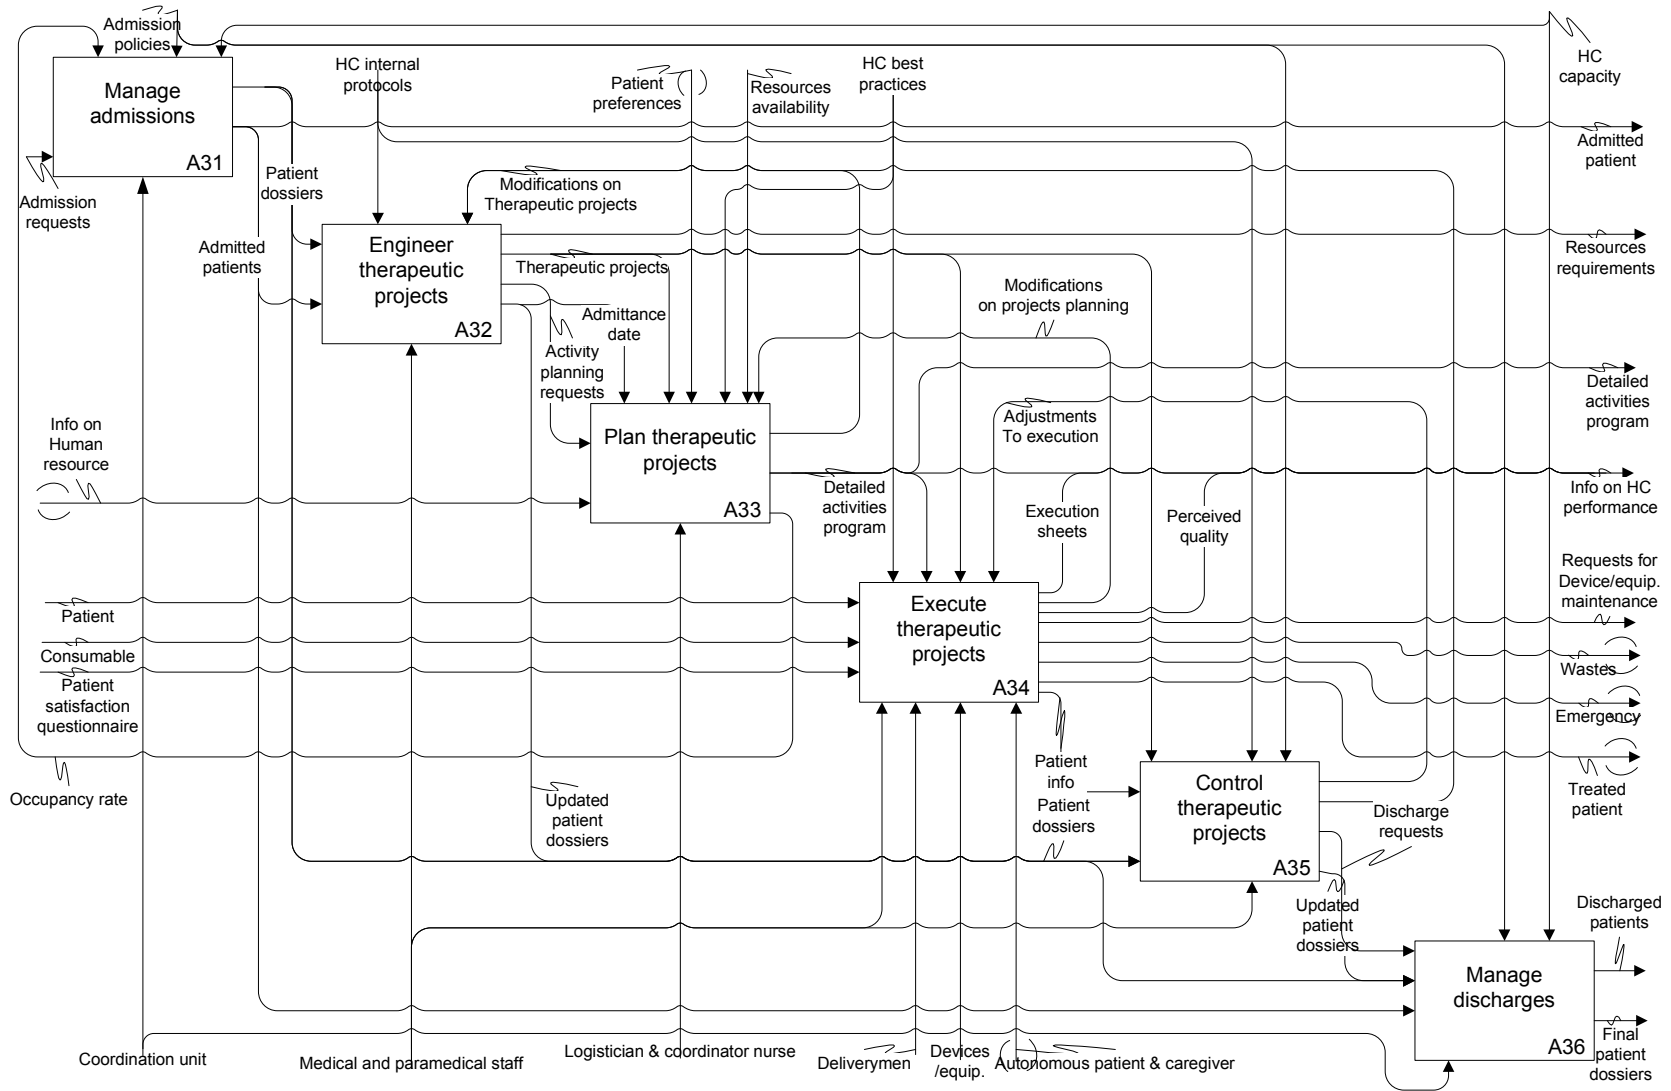 Admission
policies
HC internal
protocols
Patient
preferences
Resources
availability
HC best
practices
HC
capacity
Manage
admissions
A31
Admission
requests
Patient
dossiers
Admitted
patients
Admitted
patient
Modifications on
Therapeutic projects
Engineer
therapeutic
projects
A32
Therapeutic projects
Resources
requirements
Modifications
on projects planning
Admittance
date
Activity
planning
requests
Detailed
activities
program
Info on
Human
resource
Plan therapeutic
projects
A33
Adjustments
To execution
Detailed
activities
program
Execution
sheets
Perceived
quality
Info on HC
performance
Requests for
Device/equip.
maintenance
Patient
Consumable
Patient
satisfaction
questionnaire
Execute
therapeutic
projects
A34
Wastes
Emergency
Treated
patient
Occupancy rate
Updated
patient
dossiers
Patient
info
Patient
dossiers
Control
therapeutic
projects
A35
Discharge
requests
Updated
patient
dossiers
Discharged
patients
Manage
discharges
A36
Final
patient
dossiers
Coordination unit
Medical and paramedical staff
Logistician & coordinator nurse
Deliverymen
Devices
/equip.
Autonomous patient & caregiver